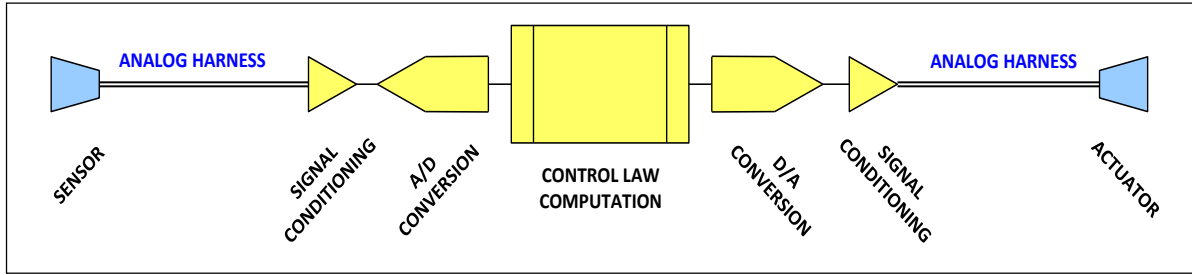 ANALOG HARNESS
ANALOG HARNESS
SENSOR
SIGNAL
CONDITIONING
A/D
CONVERSION
CONTROL LAW
COMPUTATION
D/A
CONVERSION
SIGNAL
CONDITIONING
ACTUATOR